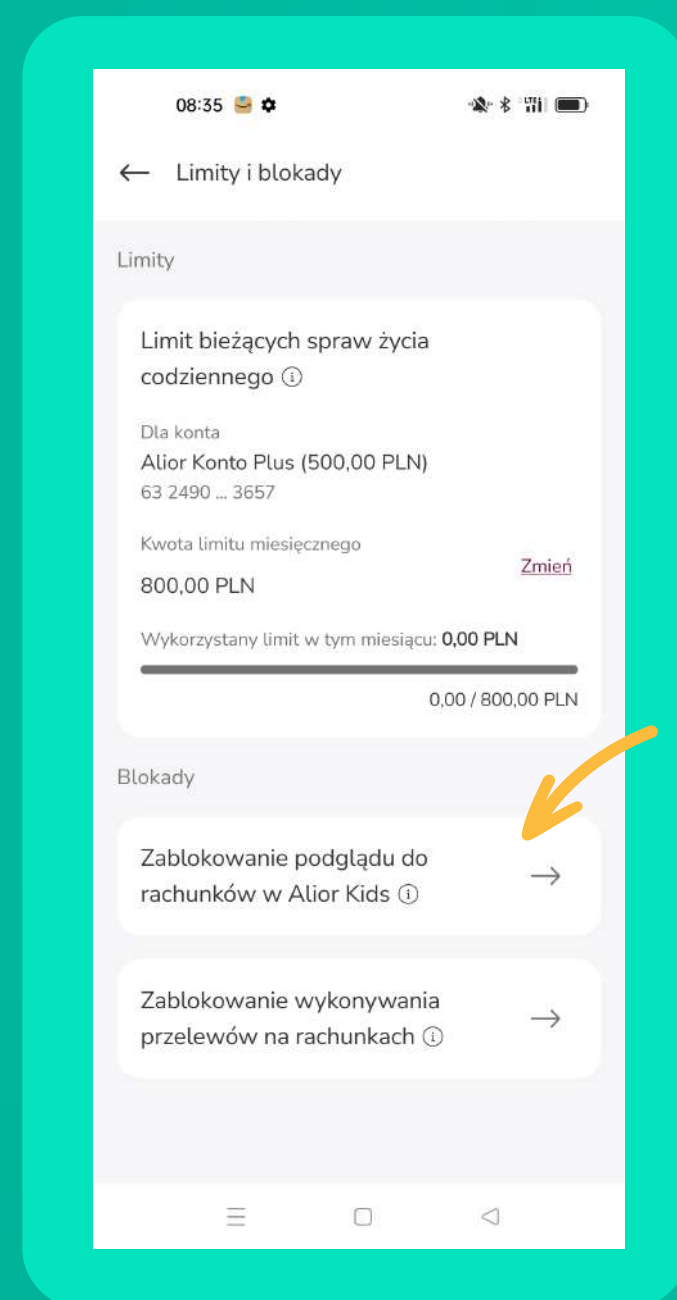 08:35
Limity i blokady
Limity
Limit bieżących spraw życia
codziennego
Dla konta
Alior Konto Plus (500,00 PLN)
63 2490 ... 3657
Kwota limitu miesięcznego
800,00 PLN
Zmień
Wykorzystany limit w tym miesiącu: 0,00 PLN
0,00 / 800,00 PLN
Blokady
Zablokowanie podglądu do
rachunków w Alior Kids
Zablokowanie wykonywania
przelewów na rachunkach